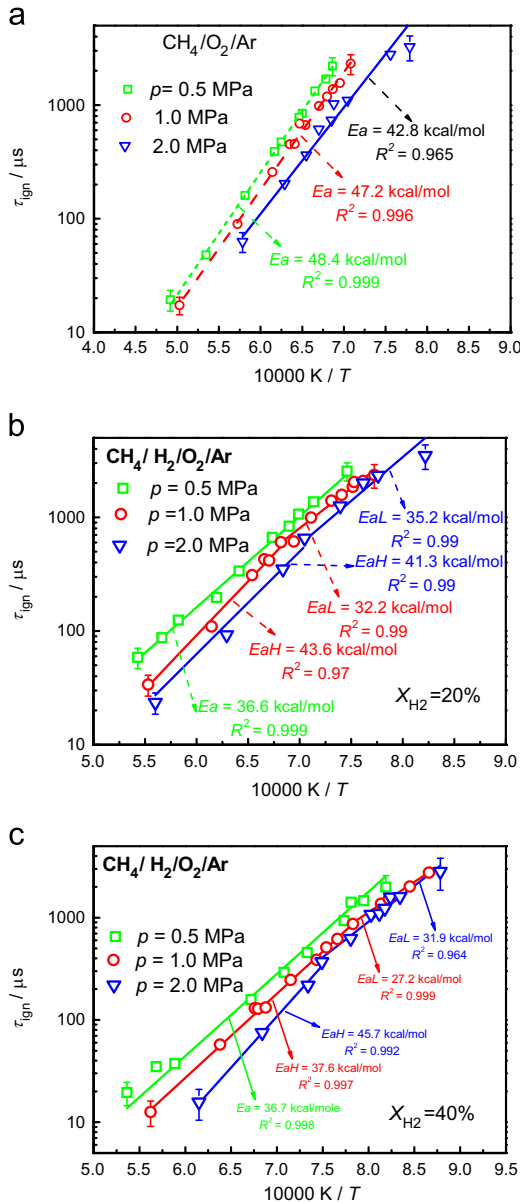 a
CH₄/O₂/Ar
p= 0.5 MPa
1.0 MPa
2.0 MPa
Ea = 42.8 kcal/mol
R² = 0.965
Ea = 47.2 kcal/mol
R² = 0.996
Ea = 48.4 kcal/mol
R² = 0.999
τign / μs
1000
100
10
4.0 4.5 5.0 5.5 6.0 6.5 7.0 7.5 8.0 8.5 9.0
10000 K / T
b
CH₄/ H₂/O₂/Ar
p = 0.5 MPa
p =1.0 MPa
p =2.0 MPa
EaL = 35.2 kcal/mol
R² = 0.99
EaH = 41.3 kcal/mol
R² = 0.99
EaL = 32.2 kcal/mol
R² = 0.99
EaH = 43.6 kcal/mol
R² = 0.97
Ea = 36.6 kcal/mol
R² = 0.999
XH2=20%
τign / μs
1000
100
10
5.0 5.5 6.0 6.5 7.0 7.5 8.0 8.5 9.0
10000 K / T
c
CH₄/ H₂/O₂/Ar
p = 0.5 MPa
p = 1.0 MPa
p = 2.0 MPa
EaL = 31.9 kcal/mol
R² = 0.964
EaL = 27.2 kcal/mol
R² = 0.999
EaH = 45.7 kcal/mol
R² = 0.992
EaH = 37.6 kcal/mol
R² = 0.997
Ea = 36.7 kcal/mole
R² = 0.998
XH2=40%
τign / μs
1000
100
10
5.0 5.5 6.0 6.5 7.0 7.5 8.0 8.5 9.0 9.5
10000 K / T